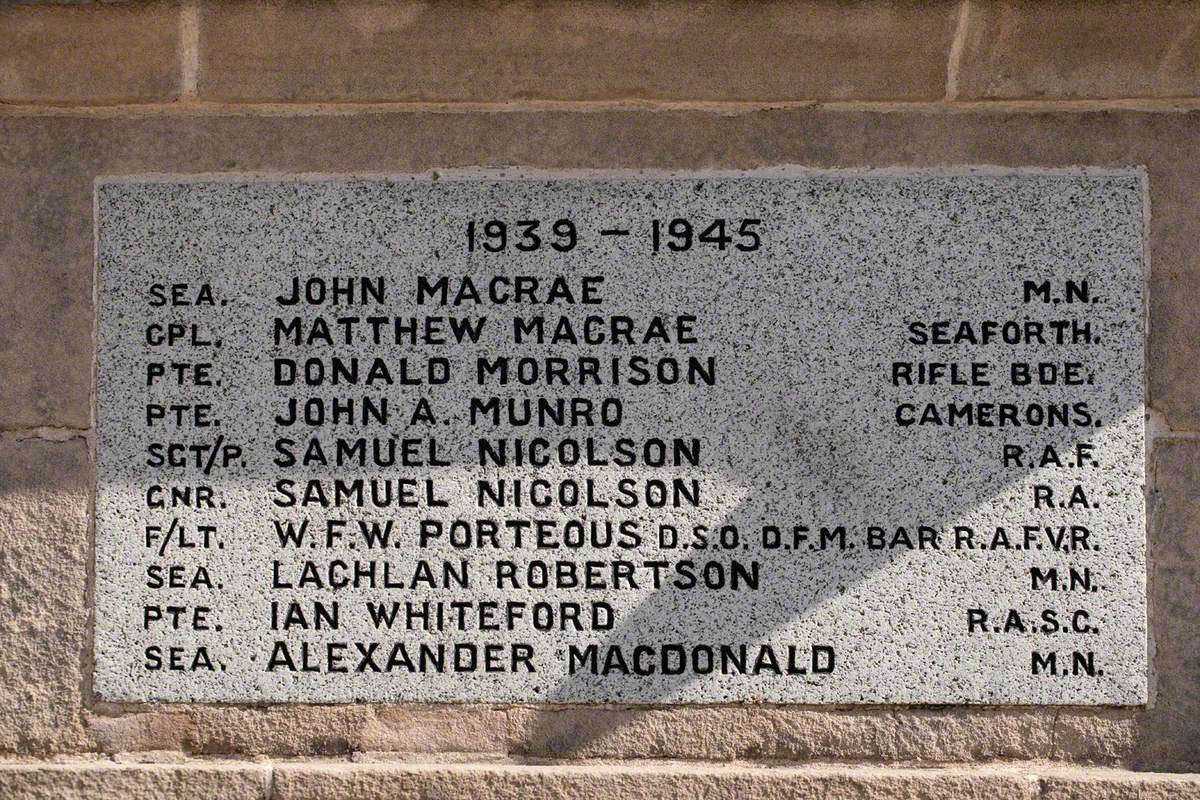 1939 - 1945
SEA. JOHN MACRAE M.N.
CPL. MATTHEW MACRAE SEAFORTH.
PTE. DONALD MORRISON RIFLE BDE.
PTE. JOHN A. MUNRO CAMERONS.
SGT/P. SAMUEL NICOLSON R.A.F.
GNR. SAMUEL NICOLSON R.A.
F/LT. W.F.W. PORTEOUS D.S.O. D.F.M. BAR R.A.F.V.R.
SEA. LACHLAN ROBERTSON M.N.
PTE. IAN WHITEFORD R.A.S.C.
SEA. ALEXANDER MACDONALD M.N.